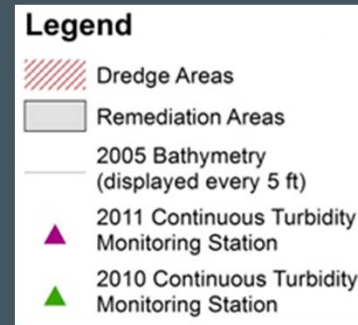 Legend
Dredge Areas
Remediation Areas
2005 Bathymetry
(displayed every 5 ft)
2011 Continuous Turbidity
Monitoring Station
2010 Continuous Turbidity
Monitoring Station